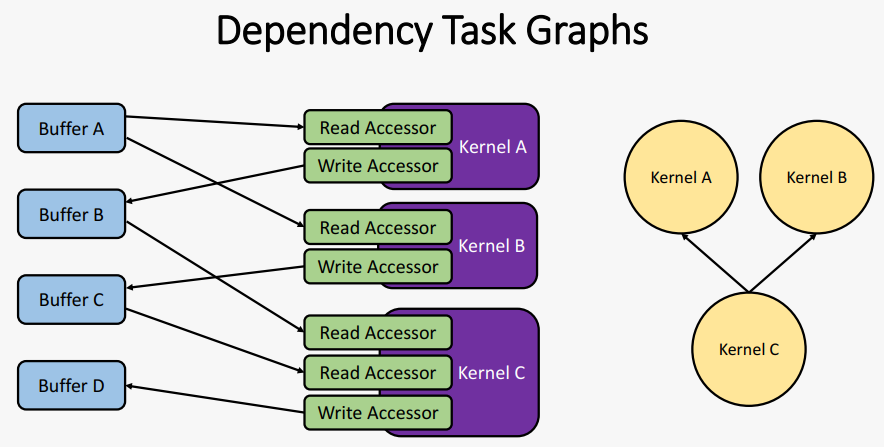 Dependency Task Graphs
Buffer A
Buffer B
Buffer C
Buffer D
Read Accessor
Write Accessor
Kernel A
Read Accessor
Write Accessor
Kernel B
Read Accessor
Read Accessor
Write Accessor
Kernel C
Kernel A
Kernel B
Kernel C